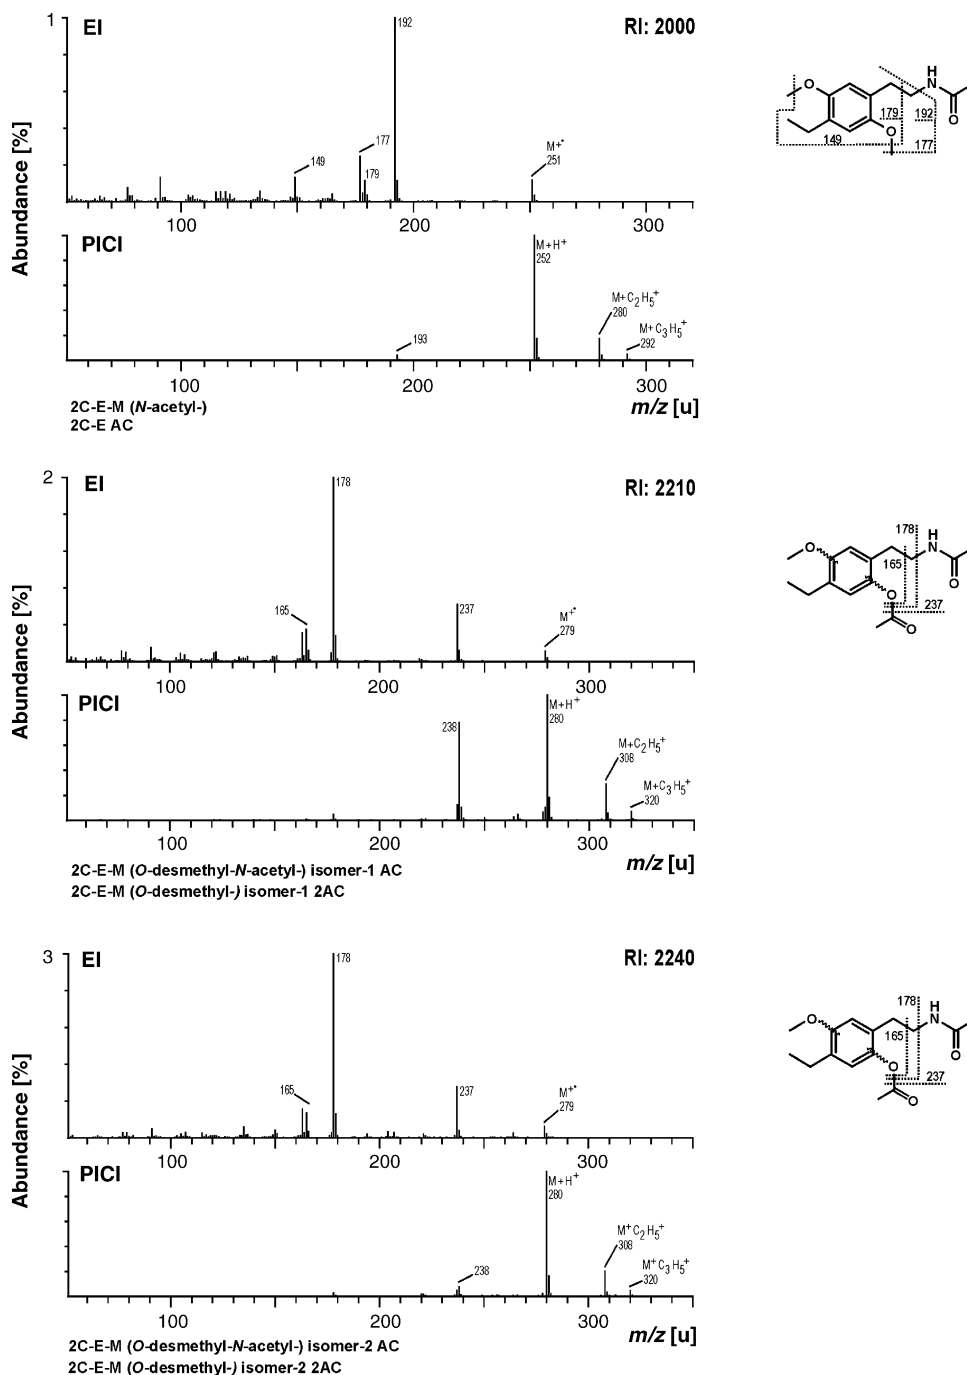 1
EI
RI: 2000
192
177
179
149
M+•
251
Abundance [%]
100
200
300
PICI
M+H+
252
M+C2H5+
280
M+C3H5+
292
193
100
200
300
m/z [u]
2C-E-M (N-acetyl-)
2C-E AC
H
N
O
O
O
179
192
149
177
2
EI
RI: 2210
178
165
237
M+•
279
Abundance [%]
100
200
300
PICI
M+H+
280
238
M+C2H5+
308
M+C3H5+
320
100
200
300
m/z [u]
2C-E-M (O-desmethyl-N-acetyl-) isomer-1 AC
2C-E-M (O-desmethyl-) isomer-1 2AC
178
H
N
O
O
165
O
237
O
3
EI
RI: 2240
178
165
237
M+•
279
Abundance [%]
100
200
300
PICI
M+H+
280
M+C2H5+
308
M+C3H5+
320
238
100
200
300
m/z [u]
2C-E-M (O-desmethyl-N-acetyl-) isomer-2 AC
2C-E-M (O-desmethyl-) isomer-2 2AC
178
H
N
O
O
165
O
237
O